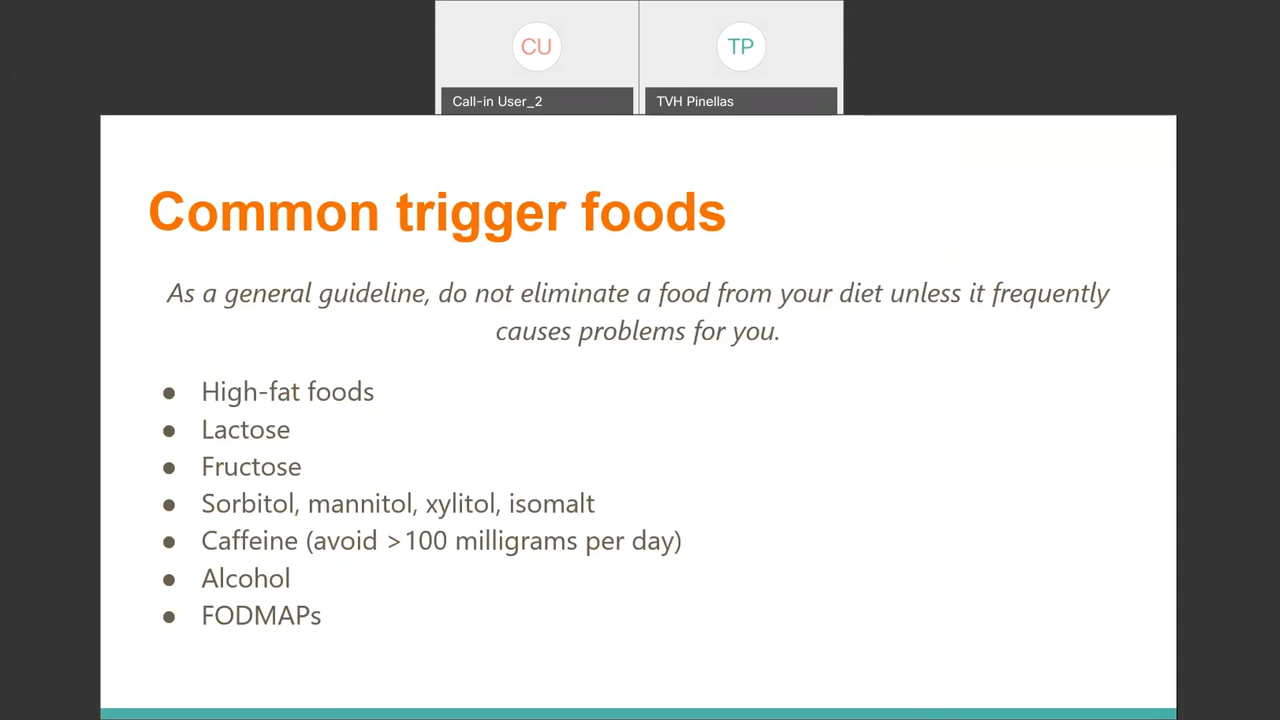 CU
TP
Call-in User_2
TVH Pinellas
Common trigger foods
As a general guideline, do not eliminate a food from your diet unless it frequently
causes problems for you.
● High-fat foods
● Lactose
● Fructose
● Sorbitol, mannitol, xylitol, isomalt
● Caffeine (avoid >100 milligrams per day)
● Alcohol
● FODMAPs